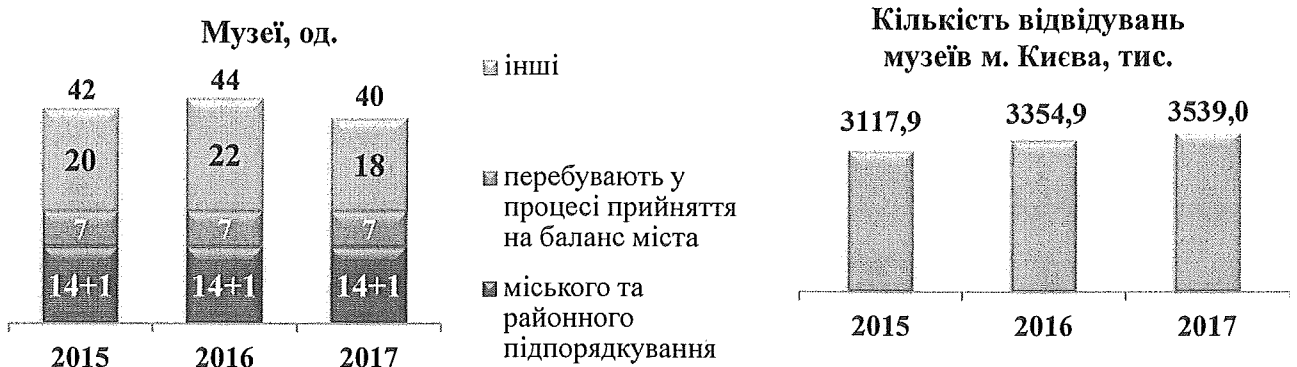 Музеї, од.
42
44
40
20
22
18
7
7
7
14+1
14+1
14+1
2015
2016
2017
інші
перебувають у
процесі прийняття
на баланс міста
міського та
районного
підпорядкування
Кількість відвідувань
музеїв м. Києва, тис.
3117,9
3354,9
3539,0
2015
2016
2017